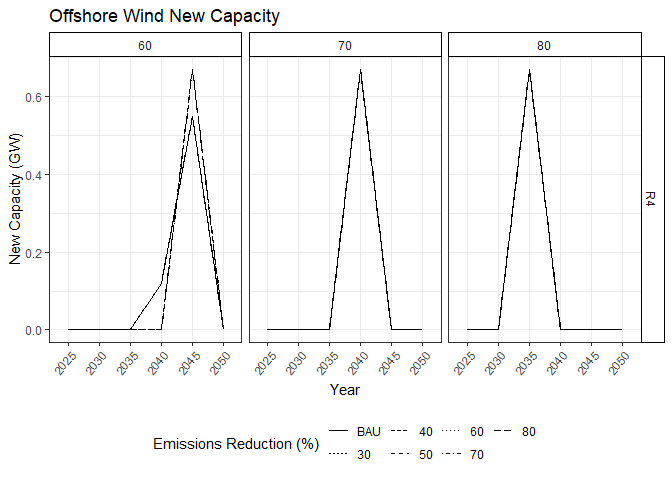 Offshore Wind New Capacity
60 70 80
New Capacity (GW)
0.6
0.4
0.2
0.0
R4
2025 2030 2035 2040 2045 2050 2025 2030 2035 2040 2045 2050 2025 2030 2035 2040 2045 2050
Year
Emissions Reduction (%)
BAU 40 60 80
30 50 70